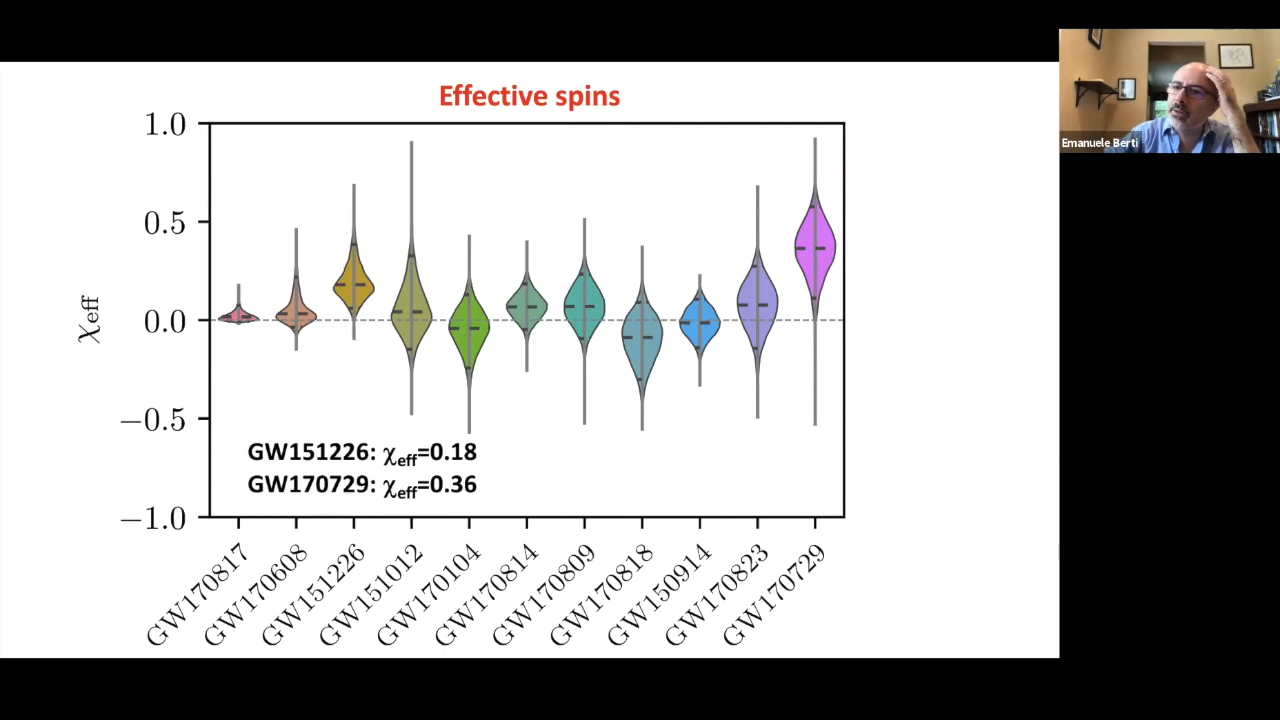 Effective spins
Emanuele Berti
1.0
0.5
0.0
−0.5
−1.0
χeff
GW151226: χeff=0.18
GW170729: χeff=0.36
GW170817
GW170608
GW151226
GW151012
GW170104
GW170814
GW170809
GW170818
GW150914
GW170823
GW170729